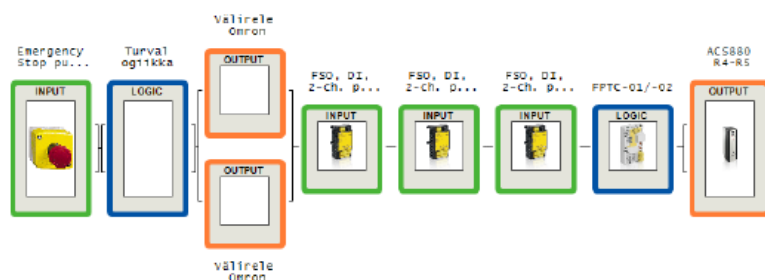 Välirele
Omron
Emergency
Stop pu...
Turval
ogiikka
FSO, DI,
2-Ch. p...
FSO, DI,
2-Ch. p...
FSO, DI,
2-Ch. p...
FPTC-01/-02
ACS880
R4-R5
INPUT
LOGIC
OUTPUT
OUTPUT
INPUT
INPUT
INPUT
LOGIC
OUTPUT
Välirele
Omron